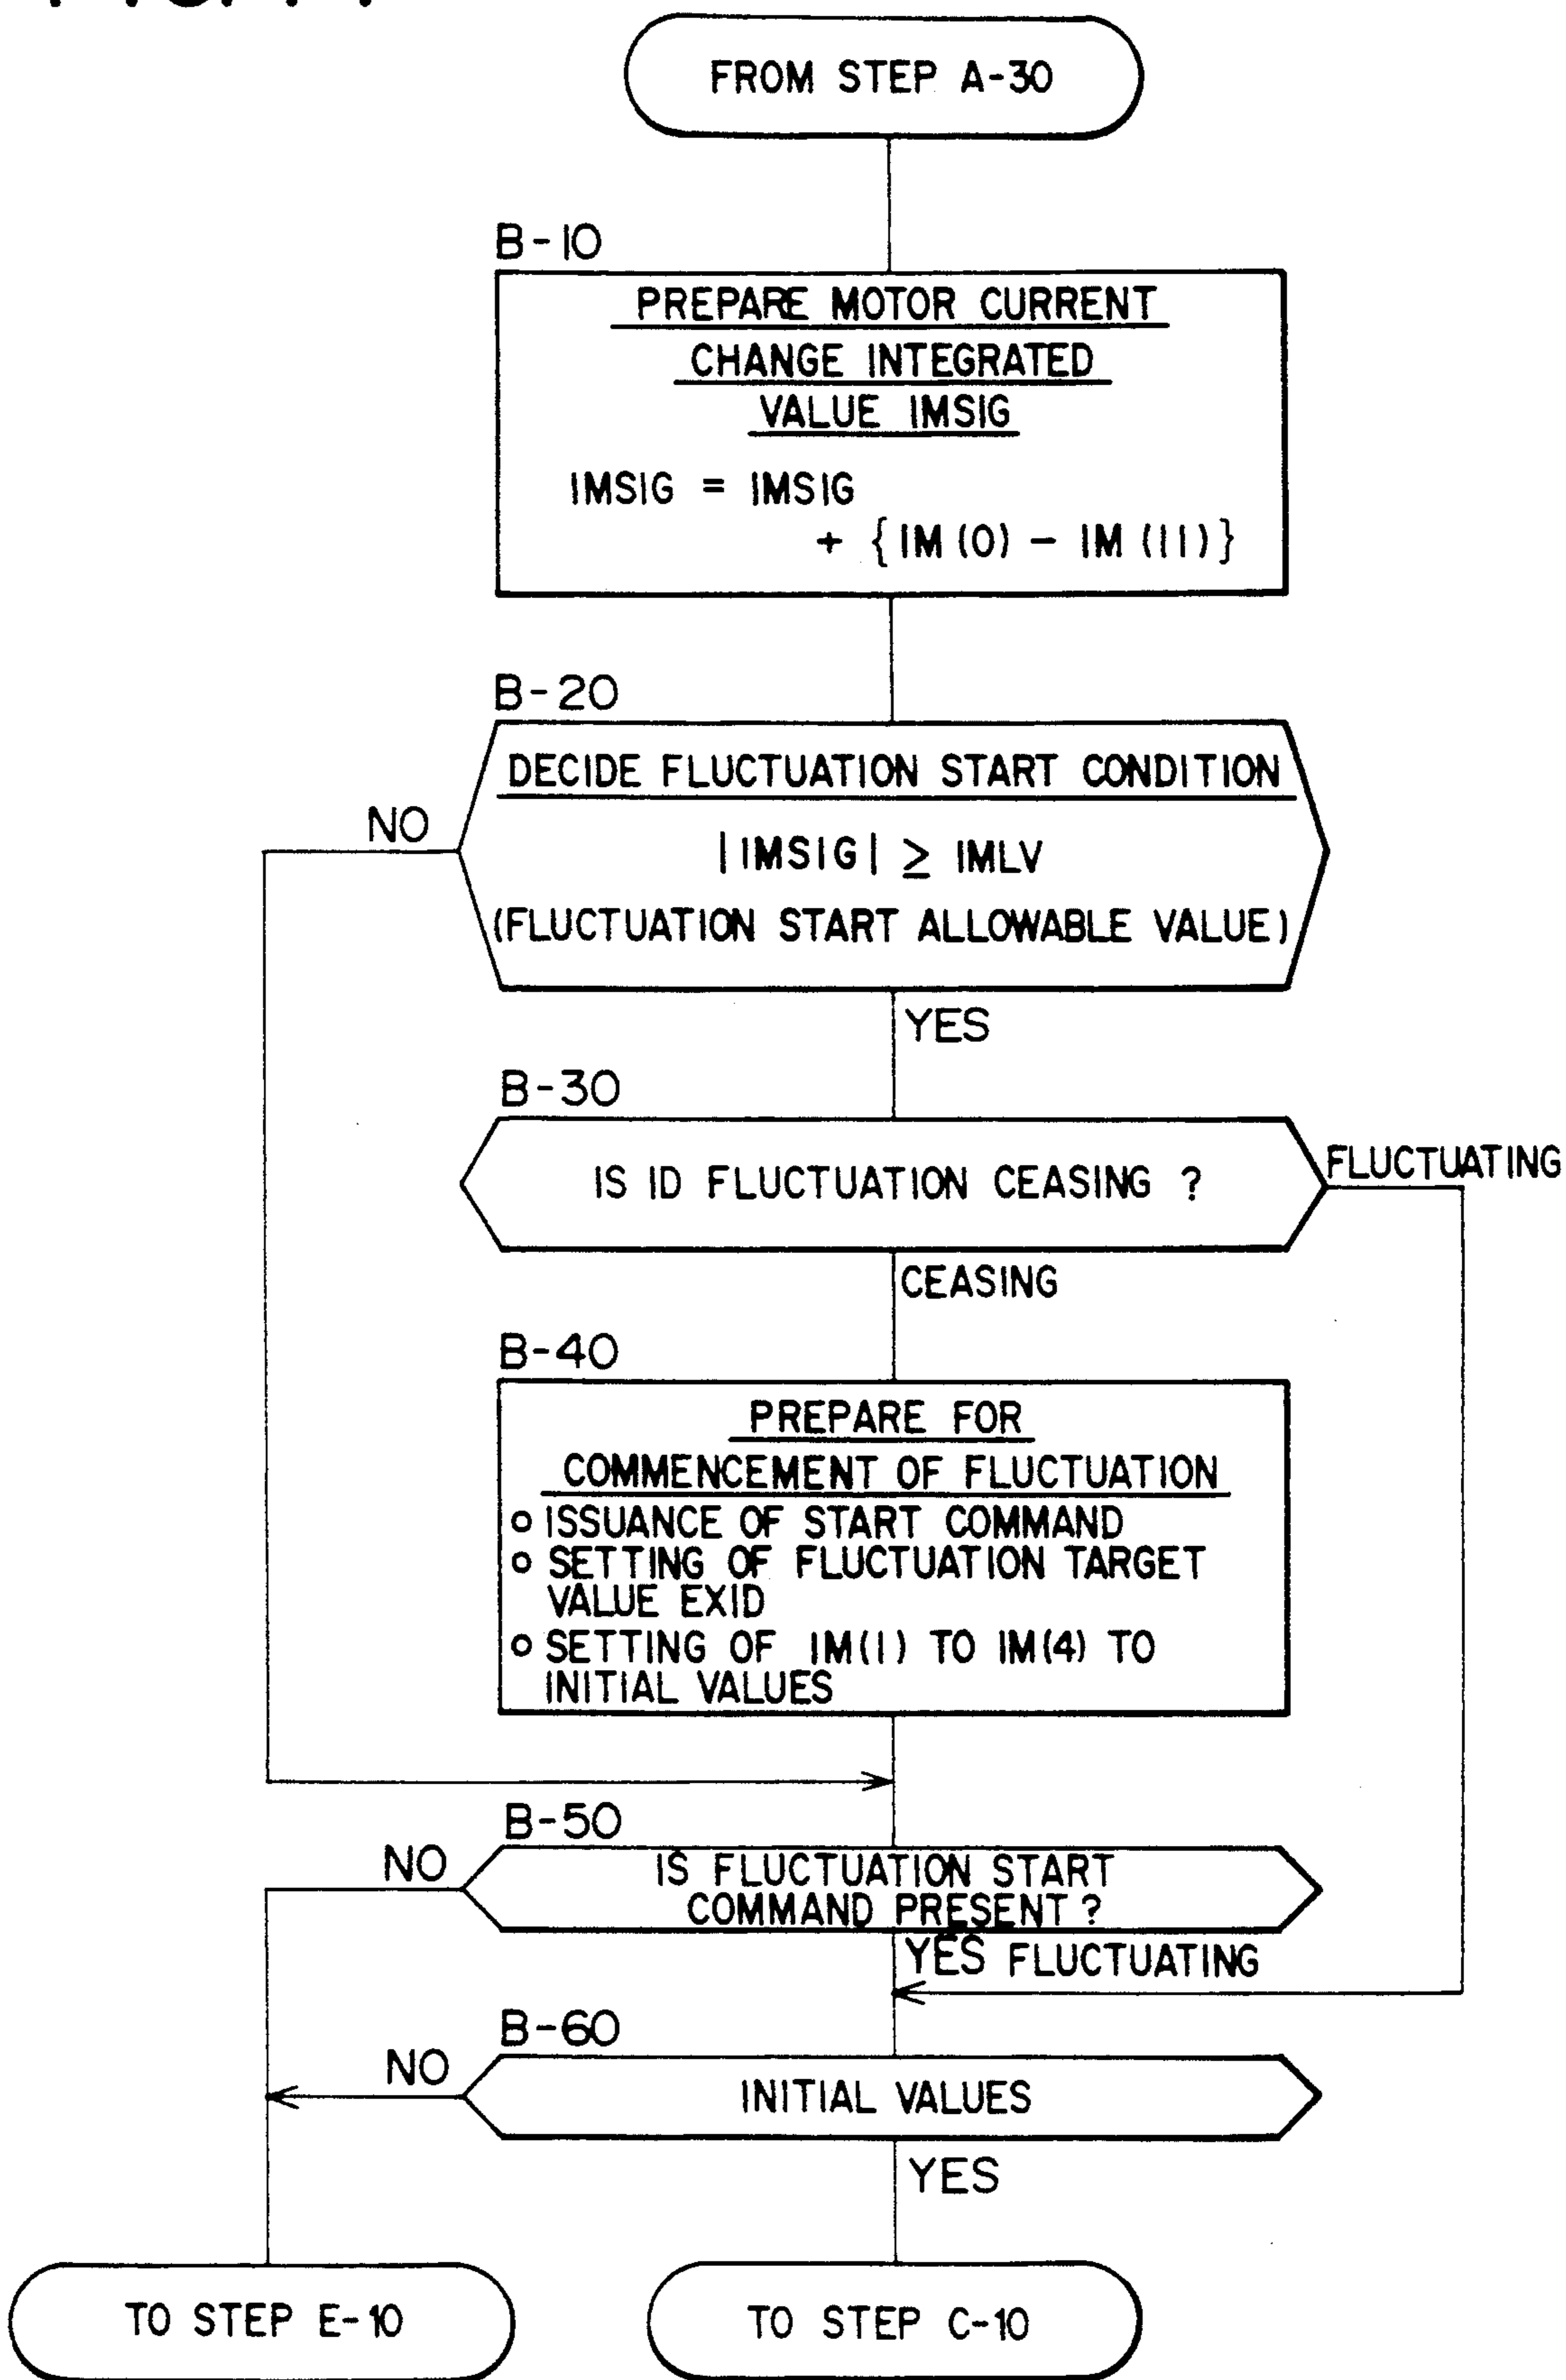 FROM STEP A-30
B-10
PREPARE MOTOR CURRENT
CHANGE INTEGRATED
VALUE IMSIG
IMSIG = IMSIG
+ {IM (0) - IM (11)}
B-20
DECIDE FLUCTUATION START CONDITION
NO
|IMSIG| ≥ IMLV
(FLUCTUATION START ALLOWABLE VALUE)
YES
B-30
IS ID FLUCTUATION CEASING ?
FLUCTUATING
CEASING
B-40
PREPARE FOR
COMMENCEMENT OF FLUCTUATION
○ ISSUANCE OF START COMMAND
○ SETTING OF FLUCTUATION TARGET
VALUE EXID
○ SETTING OF IM(1) TO IM(4) TO
INITIAL VALUES
B-50
NO
IS FLUCTUATION START
COMMAND PRESENT ?
YES FLUCTUATING
B-60
NO
INITIAL VALUES
YES
TO STEP E-10
TO STEP C-10